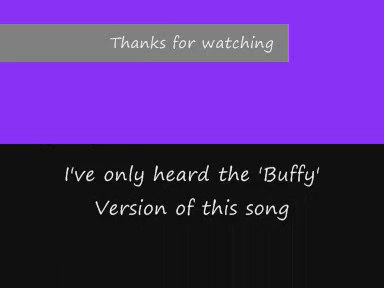 Thanks for watching
I've only heard the 'Buffy'
Version of this song